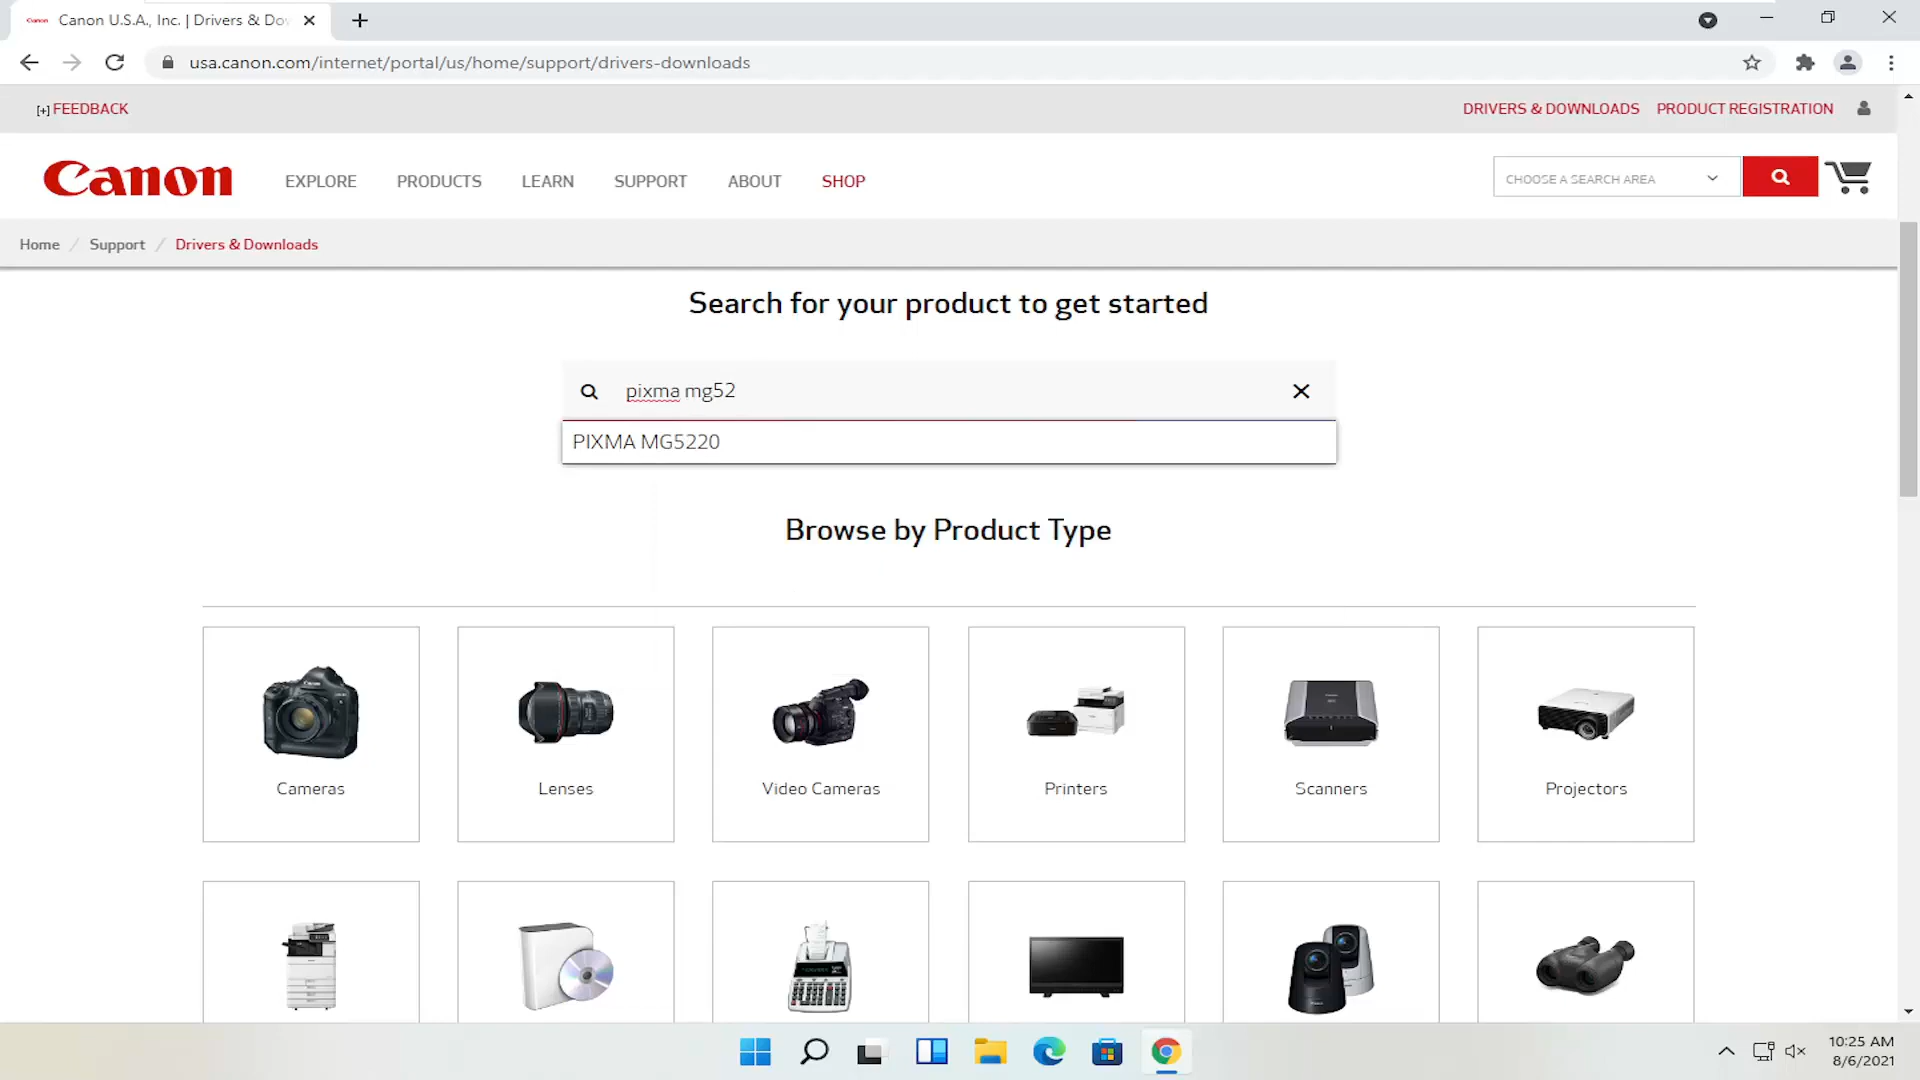 Canon U.S.A., Inc. | Drivers & Do
usa.canon.com/internet/portal/us/home/support/drivers-downloads
[+] FEEDBACK
DRIVERS & DOWNLOADS PRODUCT REGISTRATION
Canon EXPLORE PRODUCTS LEARN SUPPORT ABOUT SHOP CHOOSE A SEARCH AREA
Home / Support / Drivers & Downloads
Search for your product to get started
pixma mg52
PIXMA MG5220
Browse by Product Type
Cameras Lenses Video Cameras Printers Scanners Projectors
10:25 AM
8/6/2021